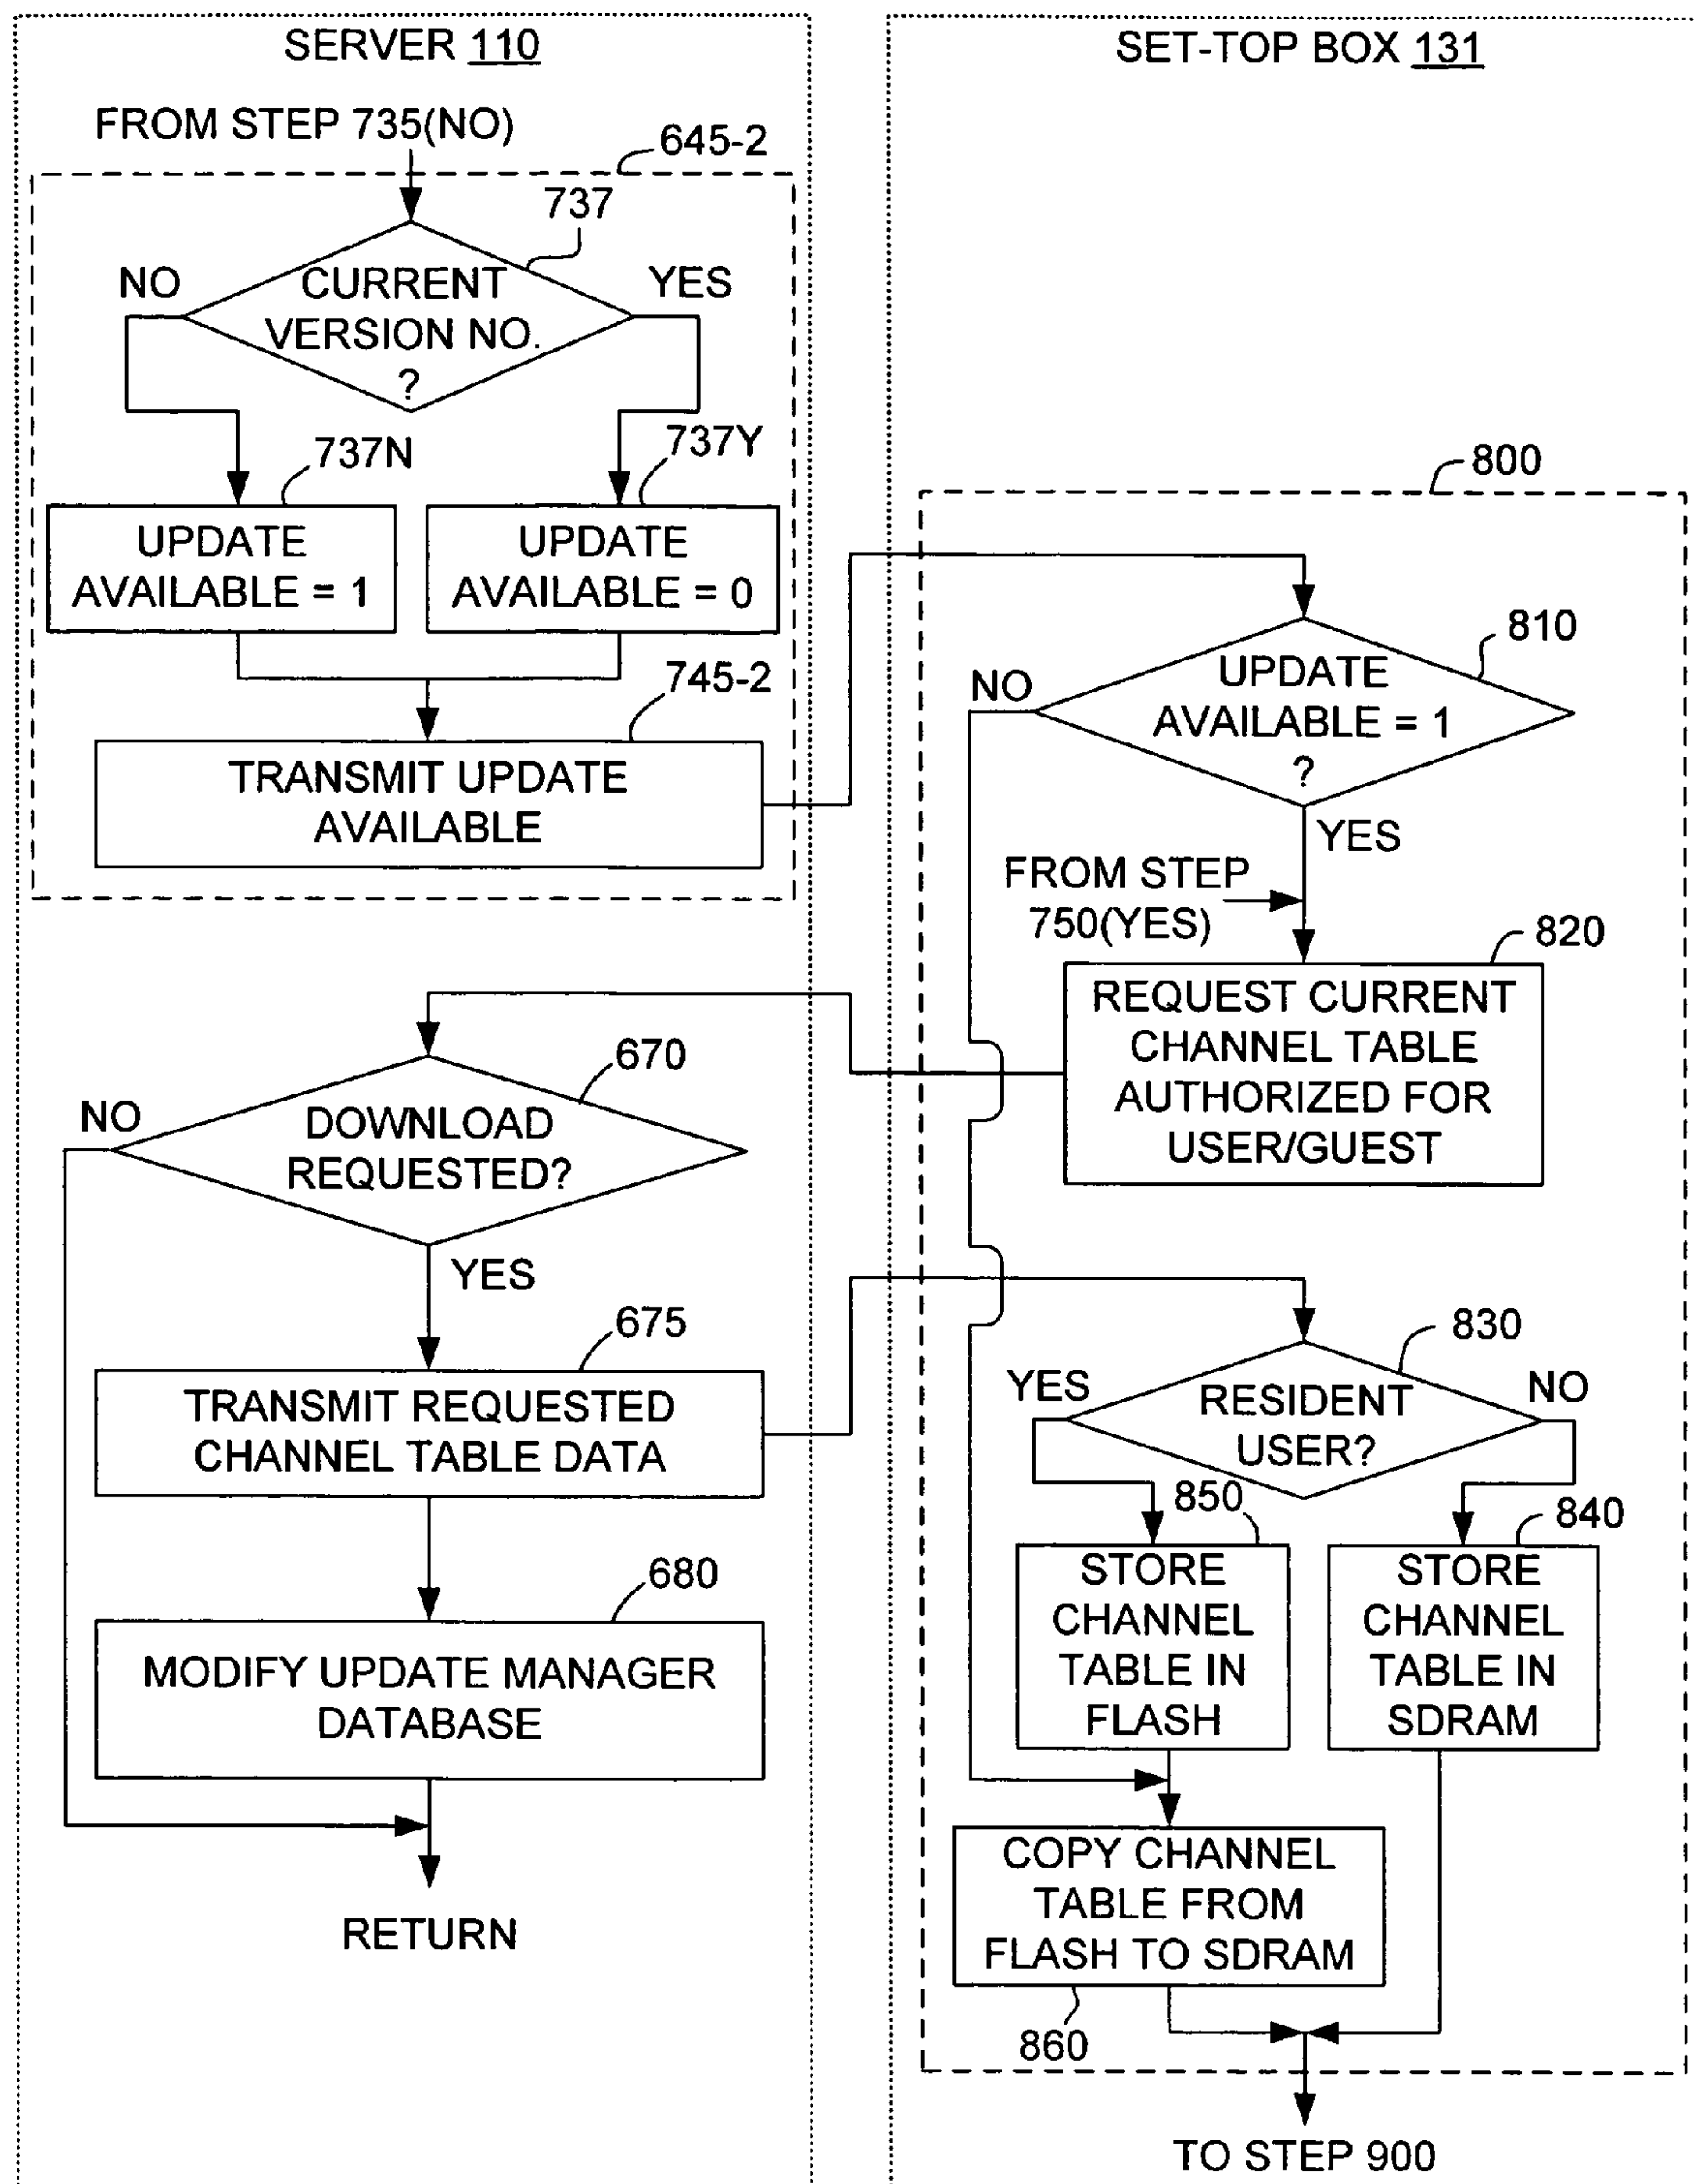 SERVER 110
FROM STEP 735(NO)
645-2
737
NO
YES
CURRENT
VERSION NO.
?
737N
737Y
UPDATE
AVAILABLE = 1
UPDATE
AVAILABLE = 0
745-2
TRANSMIT UPDATE
AVAILABLE
670
NO
DOWNLOAD
REQUESTED?
YES
675
TRANSMIT REQUESTED
CHANNEL TABLE DATA
680
MODIFY UPDATE MANAGER
DATABASE
RETURN
SET-TOP BOX 131
800
810
NO
UPDATE
AVAILABLE = 1
?
YES
FROM STEP
750(YES)
820
REQUEST CURRENT
CHANNEL TABLE
AUTHORIZED FOR
USER/GUEST
830
YES
NO
RESIDENT
USER?
850
840
STORE
CHANNEL
TABLE IN
FLASH
STORE
CHANNEL
TABLE IN
SDRAM
COPY CHANNEL
TABLE FROM
FLASH TO SDRAM
860
TO STEP 900